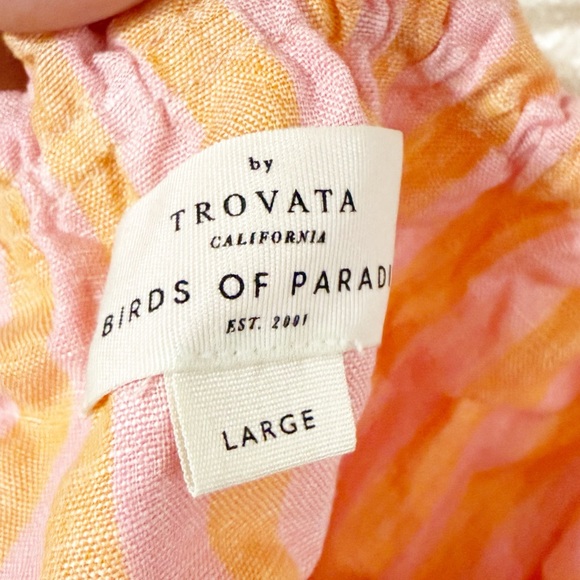 by
TROVATA
CALIFORNIA
BIRDS OF PARADI
EST. 2001
LARGE